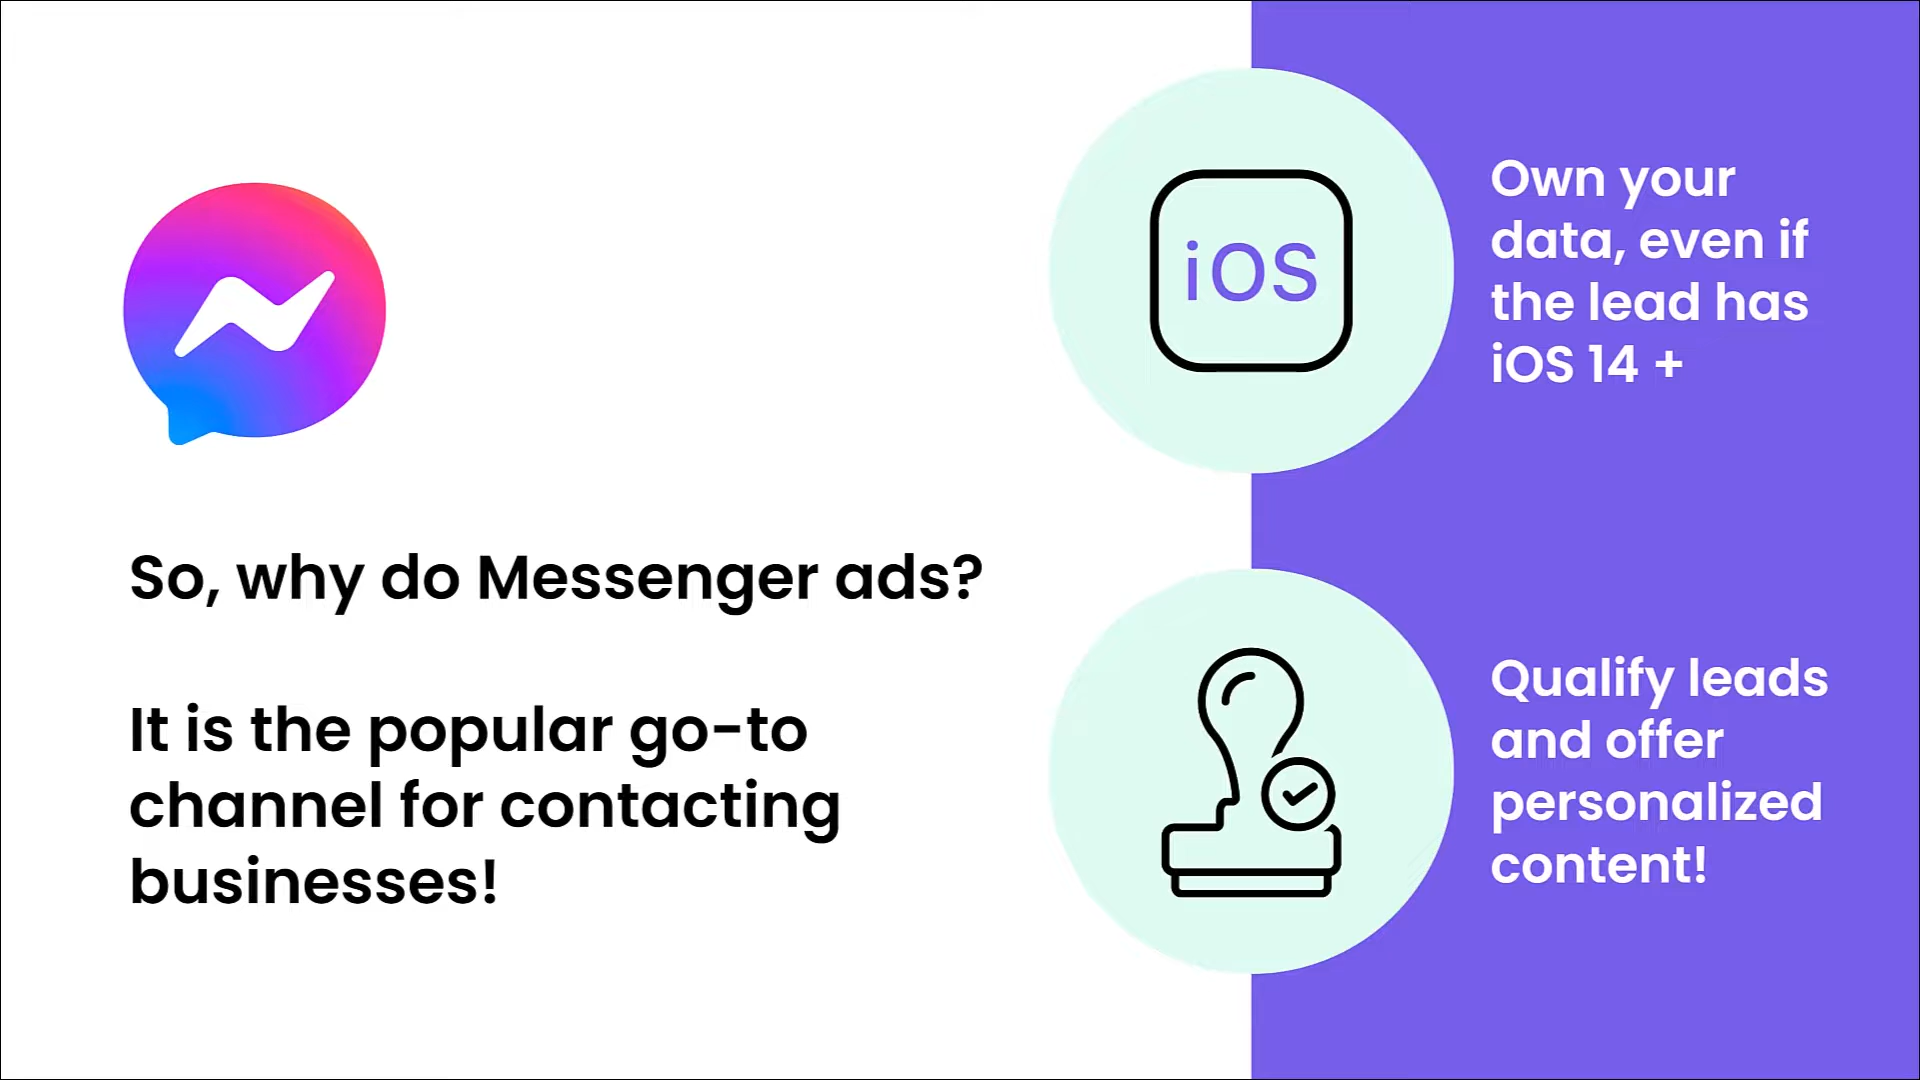 So, why do Messenger ads?
It is the popular go-to
channel for contacting
businesses!
iOS
Own your
data, even if
the lead has
iOS 14 +
Qualify leads
and offer
personalized
content!